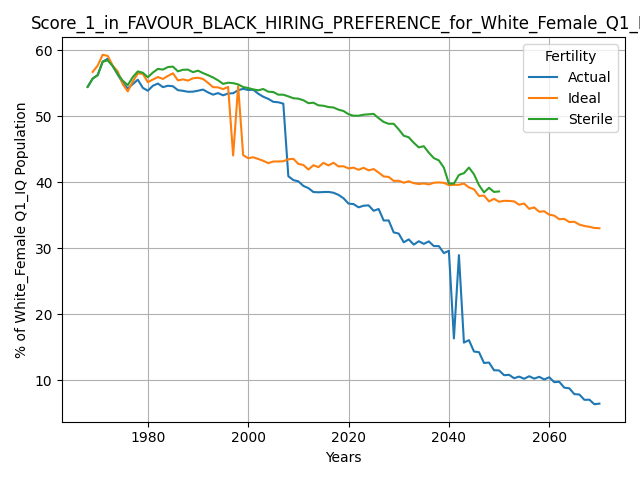 Score_1_in_FAVOUR_BLACK_HIRING_PREFERENCE_for_White_Female_Q1_
% of White_Female Q1_IQ Population
60
50
40
30
20
10
Fertility
Actual
Ideal
Sterile
1980
2000
2020
2040
2060
Years